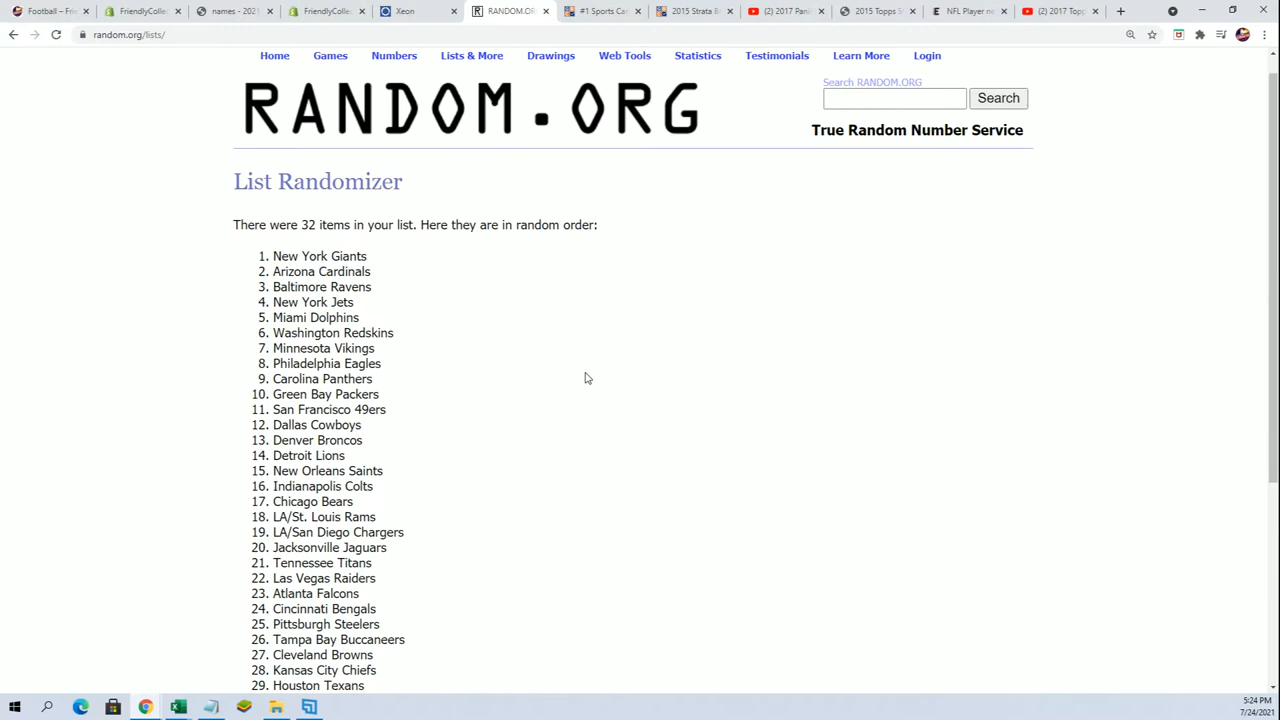 Football – Fri
FriendlyColle
names - 2021
FriendlyColle
Xeon
RANDOM.OR
#1 Sports Car
2015 Strata B
(2) 2017 Pani
2015 Topps S
NFL Player ne
(2) 2017 Topp
random.org/lists/
Home Games Numbers Lists & More Drawings Web Tools Statistics Testimonials Learn More Login
RANDOM.ORG
Search RANDOM.ORG
Search
True Random Number Service
List Randomizer
There were 32 items in your list. Here they are in random order:
1. New York Giants
2. Arizona Cardinals
3. Baltimore Ravens
4. New York Jets
5. Miami Dolphins
6. Washington Redskins
7. Minnesota Vikings
8. Philadelphia Eagles
9. Carolina Panthers
10. Green Bay Packers
11. San Francisco 49ers
12. Dallas Cowboys
13. Denver Broncos
14. Detroit Lions
15. New Orleans Saints
16. Indianapolis Colts
17. Chicago Bears
18. LA/St. Louis Rams
19. LA/San Diego Chargers
20. Jacksonville Jaguars
21. Tennessee Titans
22. Las Vegas Raiders
23. Atlanta Falcons
24. Cincinnati Bengals
25. Pittsburgh Steelers
26. Tampa Bay Buccaneers
27. Cleveland Browns
28. Kansas City Chiefs
29. Houston Texans
5:24 PM
7/24/2021